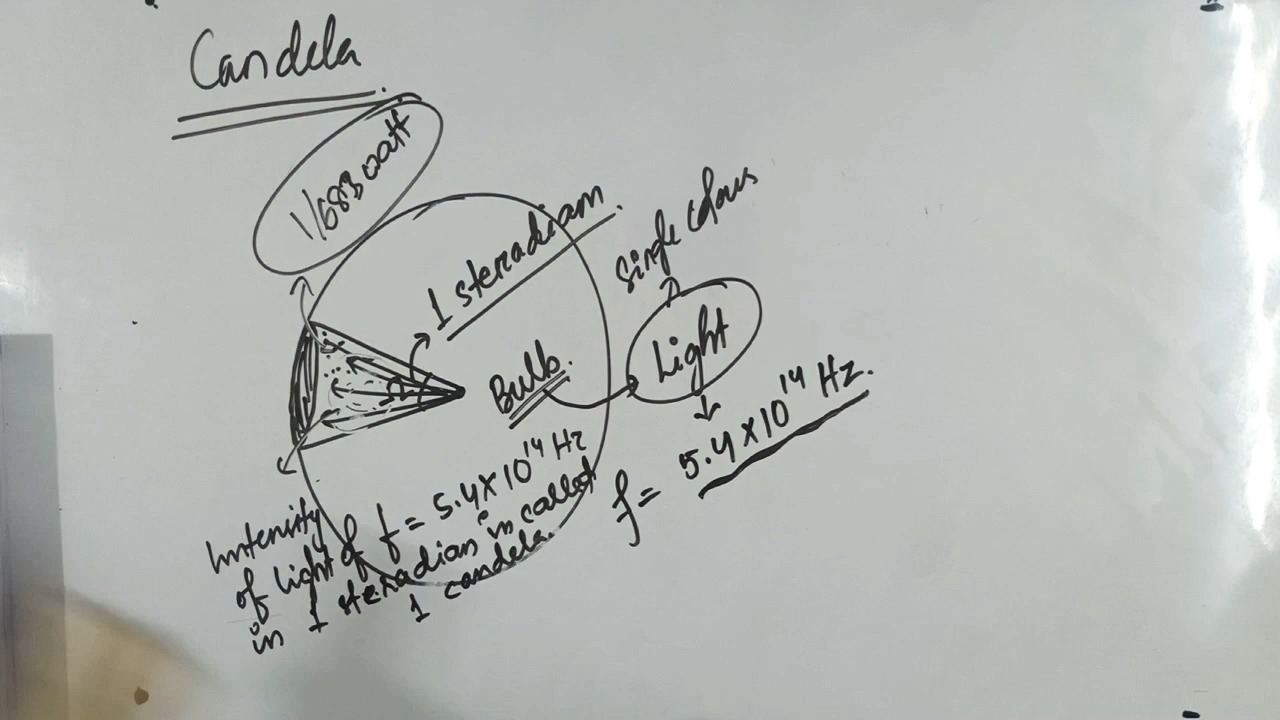 Candela
1/683 watt
1 steradian.
Single colour
Bulb.
Light
f = 5.4 × 10¹⁴ Hz.
Intensity
of light of f = 5.4 × 10¹⁴ Hz
in 1 steradian is called
1 candela.